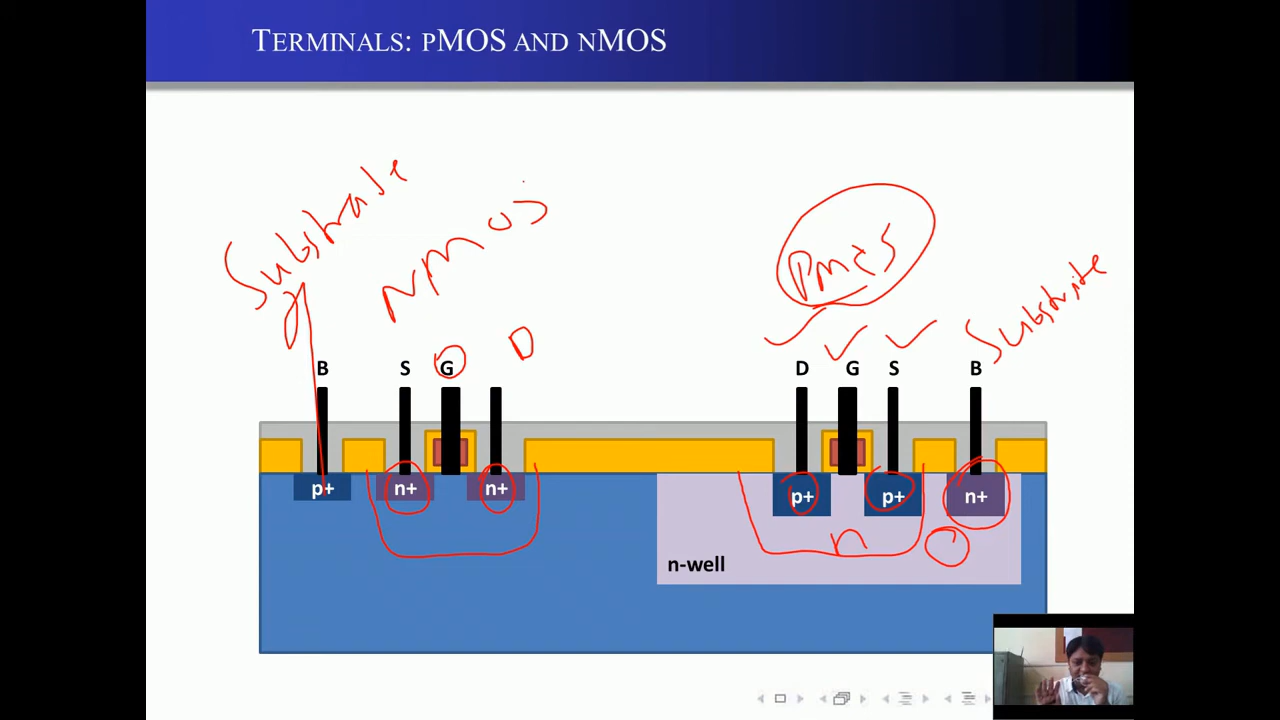 TERMINALS: PMOS AND NMOS
Substrate
NMOS
PMOS
Substrate
D
B S G D G S B
p+ n+ n+ p+ p+ n+
n
n-well